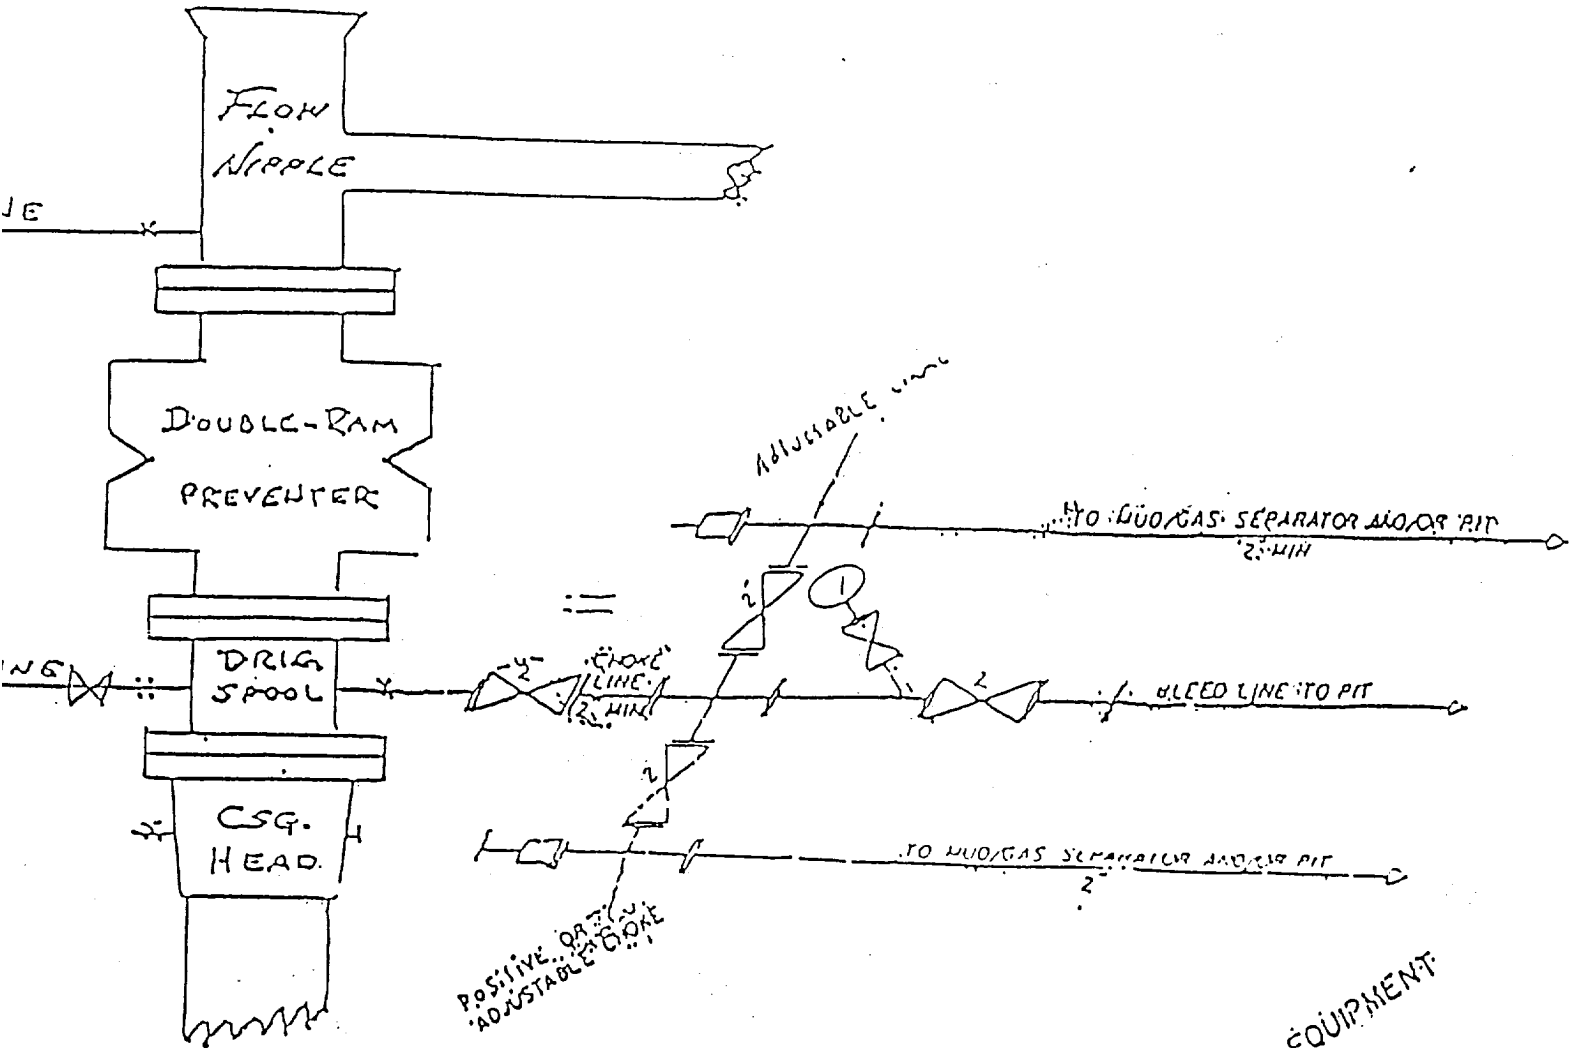 FLOW
NIPPLE
DOUBLE-RAM
PREVENTER
ADJUSTABLE
TO MUD/GAS SEPARATOR AND/OR PIT
2" MIN
2"
1
DRLG
SPOOL
2"
CHOKE
LINE
2" MIN
2
BLEED LINE TO PIT
2
CSG.
HEAD
TO MUD/GAS SEPARATOR AND/OR PIT
2"
POSITIVE OR
ADJUSTABLE CHOKE
EQUIPMENT